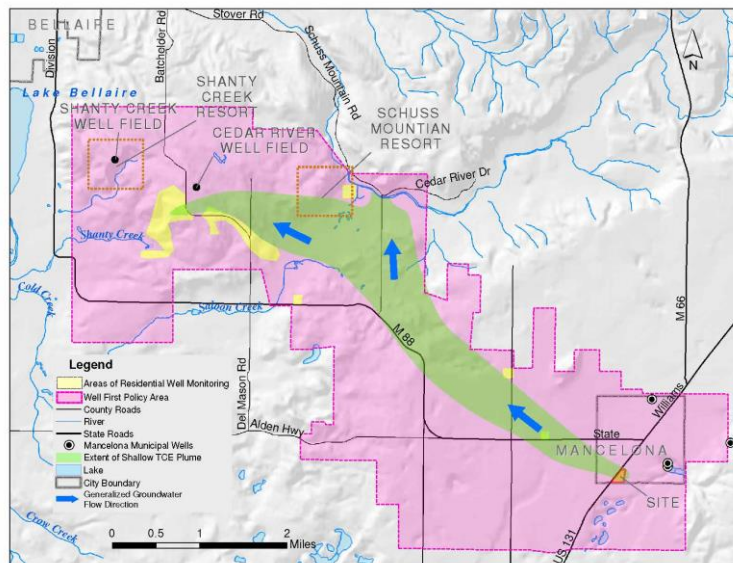 BELLAIRE
Stover Rd
Division
Batchelder Rd
Schuss Mountain Rd
N
Lake Bellaire
SHANTY CREEK
WELL FIELD
SHANTY
CREEK
RESORT
CEDAR RIVER
WELL FIELD
SCHUSS
MOUNTIAN
RESORT
Cedar River Dr
Shanty Creek
Cold Creek
M 66
M 88
Del Mason Rd
Alden Hwy
State
Williams
MANCELONA
SITE
US 131
Craw Creek
Legend
Areas of Residential Well Monitoring
Well First Policy Area
County Roads
River
State Roads
Mancelona Municipal Wells
Extent of Shallow TCE Plume
Lake
City Boundary
Generalized Groundwater
Flow Direction
0 0.5 1 2
Miles